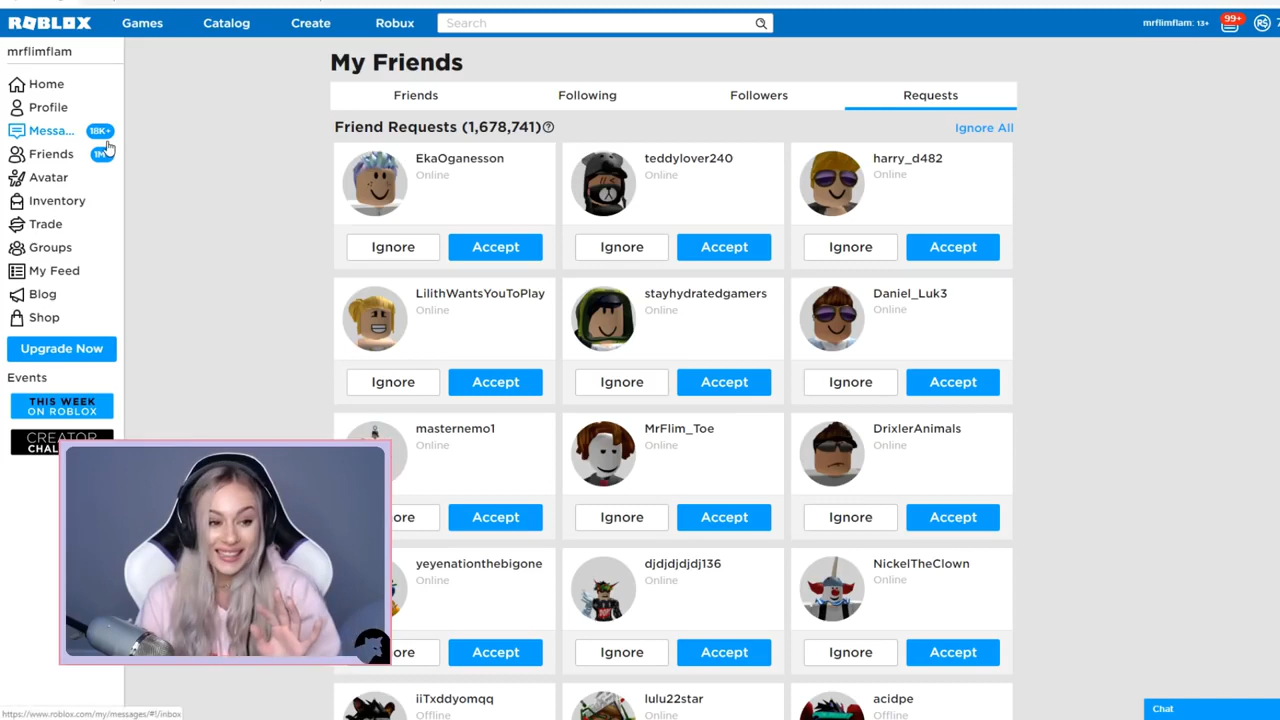 ROBLOX Games Catalog Create Robux Search mrflimflam: 13+ 99+
mrflimflam
Home
Profile
Messa... 18K+
Friends 1M
Avatar
Inventory
Trade
Groups
My Feed
Blog
Shop
Upgrade Now
Events
THIS WEEK
ON ROBLOX
CREATOR
My Friends
Friends Following Followers Requests
Friend Requests (1,678,741) Ignore All
EkaOganesson teddylover240 harry_d482
Online Online Online
Ignore Accept Ignore Accept Ignore Accept
LilithWantsYouToPlay stayhydratedgamers Daniel_Luk3
Online Online Online
Ignore Accept Ignore Accept Ignore Accept
masternemo1 MrFlim_Toe DrixlerAnimals
Online Online Online
ore Accept Ignore Accept Ignore Accept
yeyenationthebigone djdjdjdjdj136 NickelTheClown
Online Online Online
ore Accept Ignore Accept Ignore Accept
iiTxddyomqq lulu22star acidpe
Offline Online Offline
Chat
https://www.roblox.com/my/messages/#!/inbox